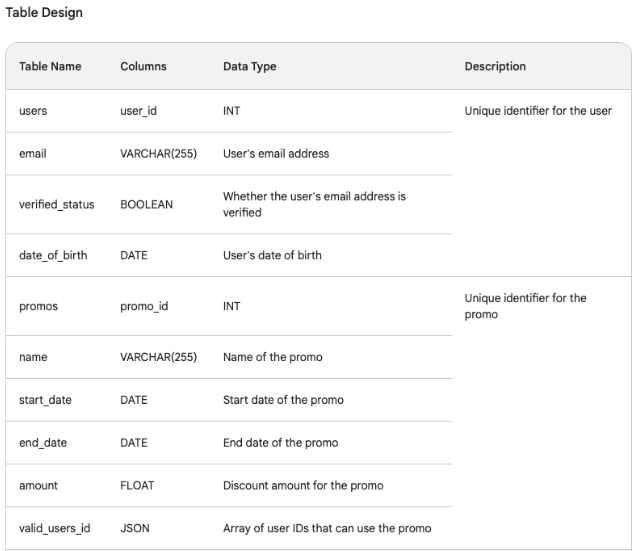 Table Design
Table Name Columns Data Type Description
users user_id INT Unique identifier for the user
email VARCHAR(255) User's email address
verified_status BOOLEAN Whether the user's email address is
verified
date_of_birth DATE User's date of birth
promos promo_id INT Unique identifier for the
promo
name VARCHAR(255) Name of the promo
start_date DATE Start date of the promo
end_date DATE End date of the promo
amount FLOAT Discount amount for the promo
valid_users_id JSON Array of user IDs that can use the promo